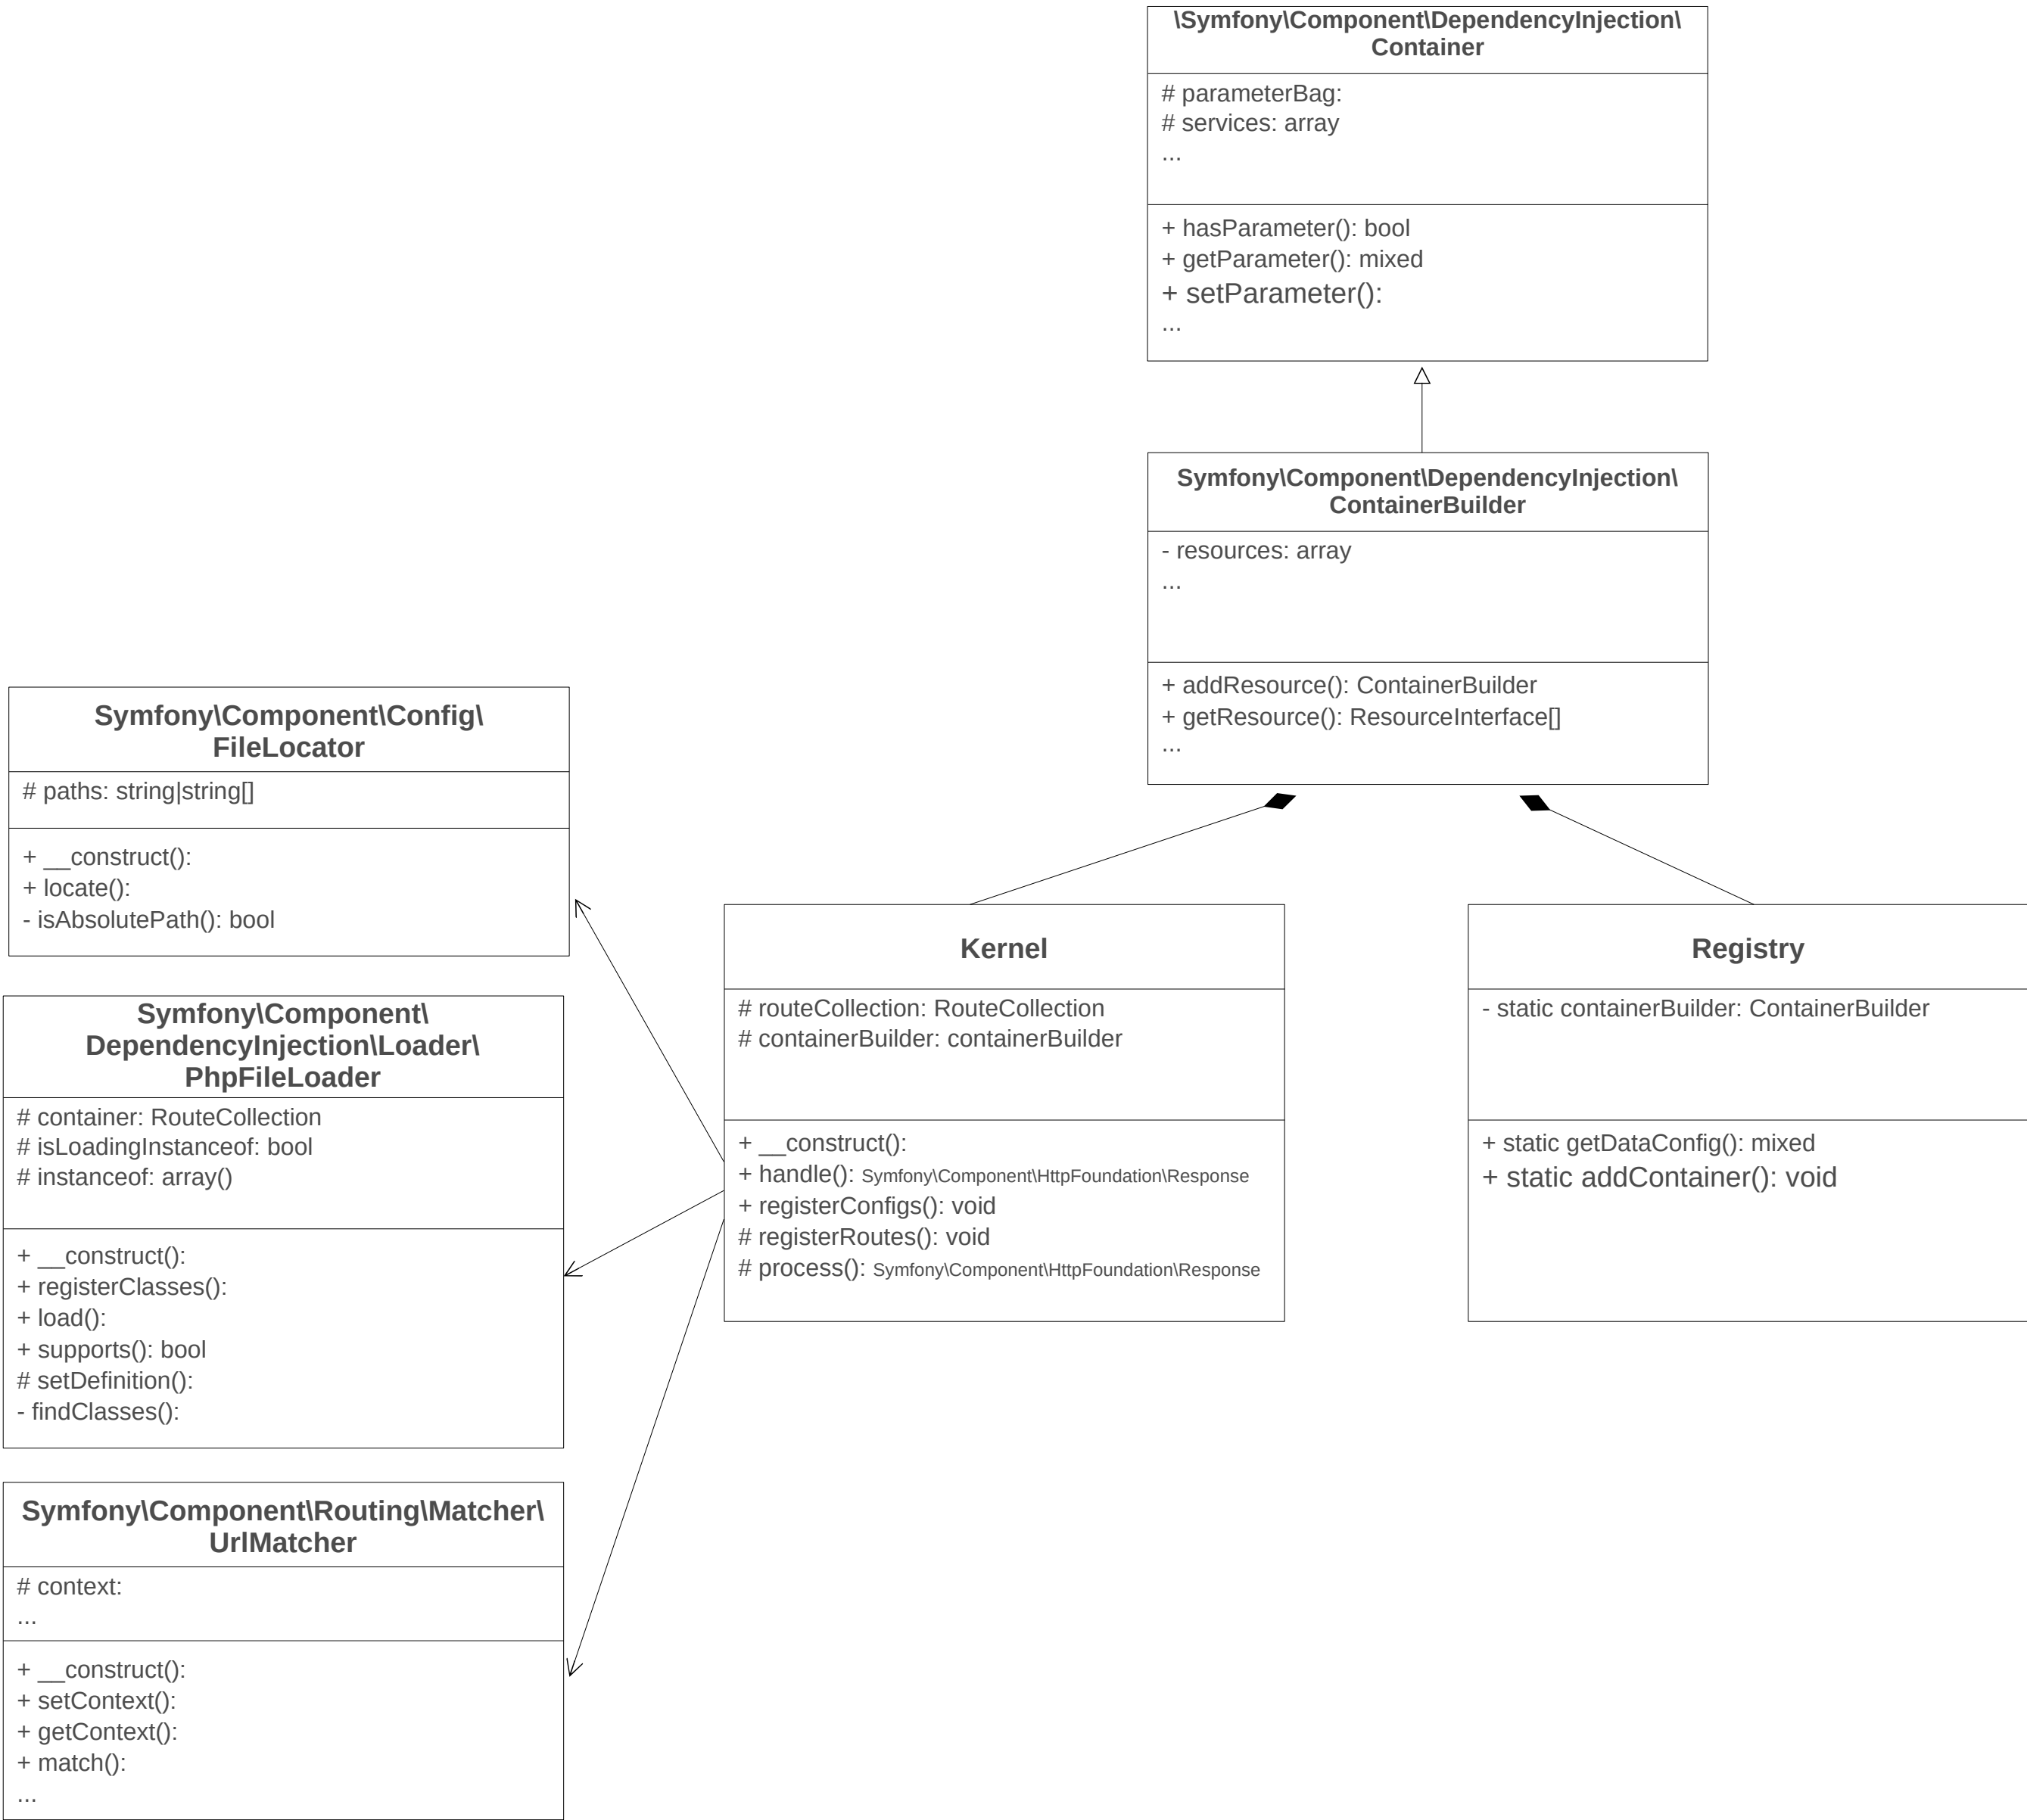 \Symfony\Component\DependencyInjection\
Container
# parameterBag:
# services: array
...
+ hasParameter(): bool
+ getParameter(): mixed
+ setParameter():
...
Symfony\Component\DependencyInjection\
ContainerBuilder
- resources: array
...
+ addResource(): ContainerBuilder
+ getResource(): ResourceInterface[]
...
Symfony\Component\Config\
FileLocator
# paths: string|string[]
+ __construct():
+ locate():
- isAbsolutePath(): bool
Symfony\Component\
DependencyInjection\Loader\
PhpFileLoader
# container: RouteCollection
# isLoadingInstanceof: bool
# instanceof: array()
+ __construct():
+ registerClasses():
+ load():
+ supports(): bool
# setDefinition():
- findClasses():
Symfony\Component\Routing\Matcher\
UrlMatcher
# context:
...
+ __construct():
+ setContext():
+ getContext():
+ match():
...
Kernel
# routeCollection: RouteCollection
# containerBuilder: containerBuilder
+ __construct():
+ handle(): Symfony\Component\HttpFoundation\Response
+ registerConfigs(): void
# registerRoutes(): void
# process(): Symfony\Component\HttpFoundation\Response
Registry
- static containerBuilder: ContainerBuilder
+ static getDataConfig(): mixed
+ static addContainer(): void